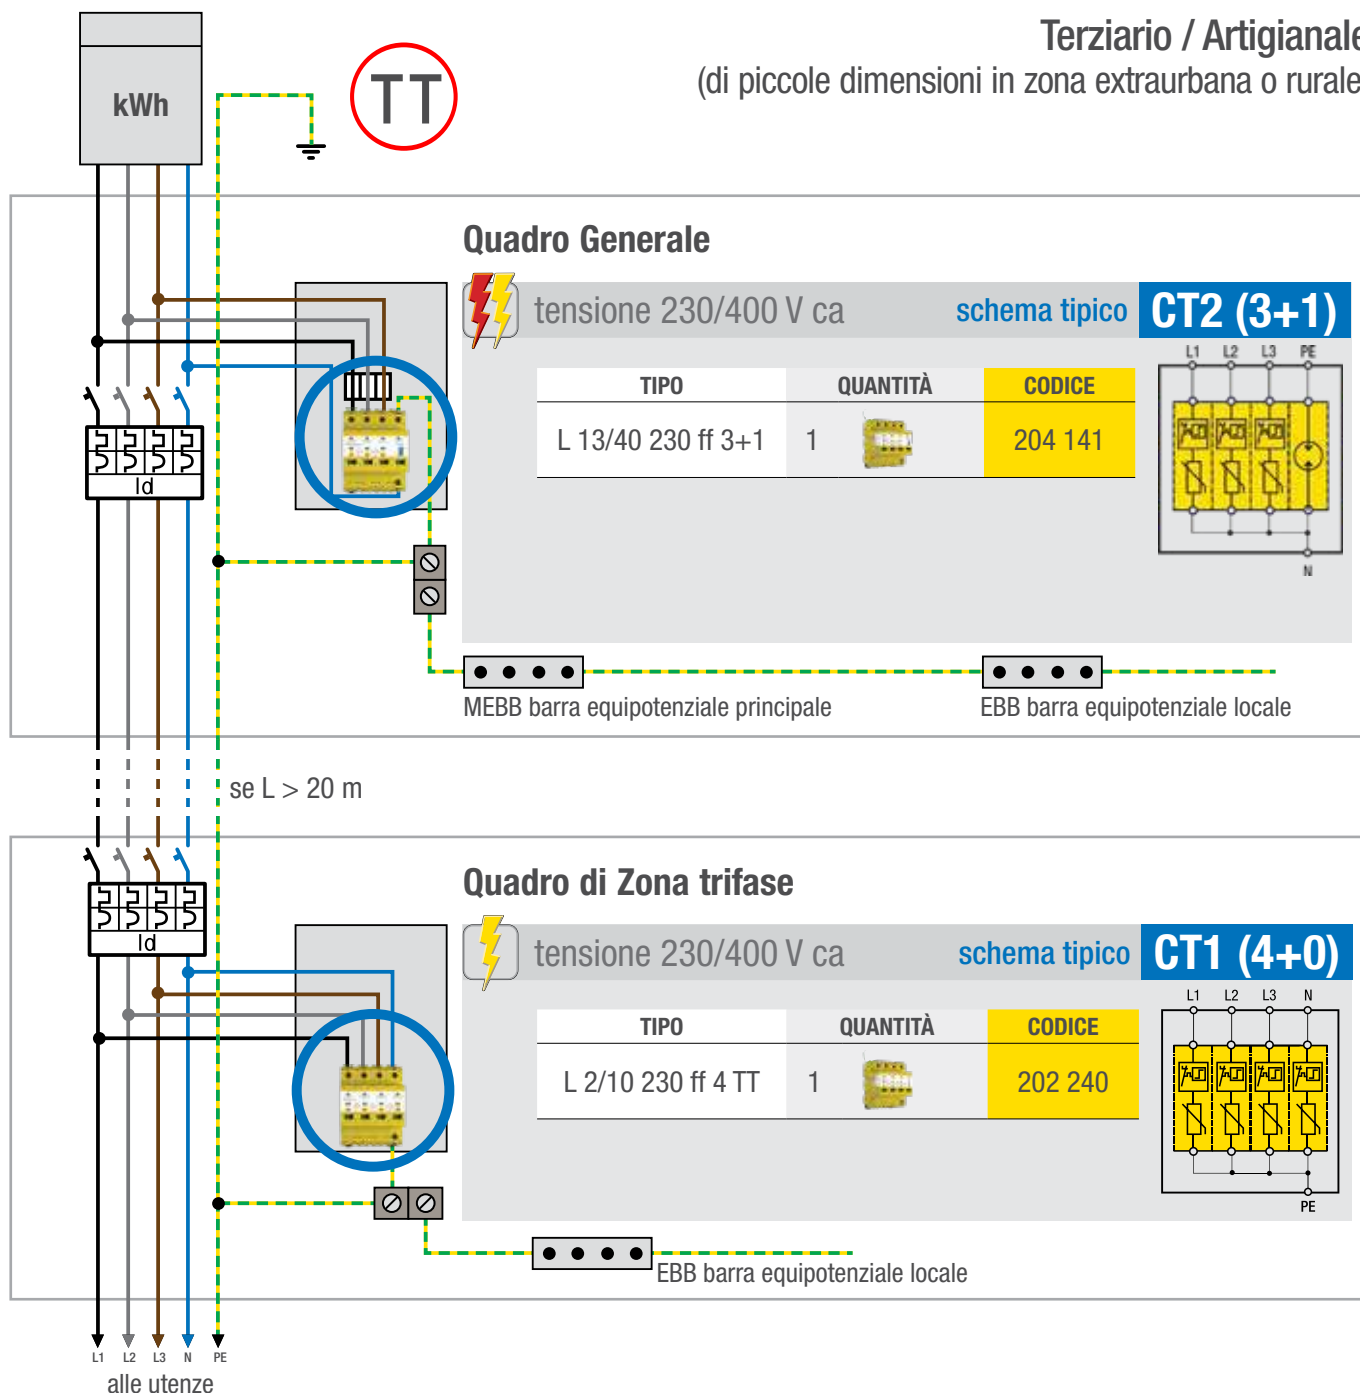 Terziario / Artigianale
(di piccole dimensioni in zona extraurbana o rurale
kWh
TT
Quadro Generale
tensione 230/400 V ca
schema tipico
CT2 (3+1)
TIPO QUANTITÀ CODICE
L 13/40 230 ff 3+1 1 204 141
L1 L2 L3 PE
N
Id
MEBB barra equipotenziale principale
EBB barra equipotenziale locale
se L > 20 m
Quadro di Zona trifase
tensione 230/400 V ca
schema tipico
CT1 (4+0)
TIPO QUANTITÀ CODICE
L 2/10 230 ff 4 TT 1 202 240
L1 L2 L3 N
PE
Id
EBB barra equipotenziale locale
L1 L2 L3 N PE
alle utenze